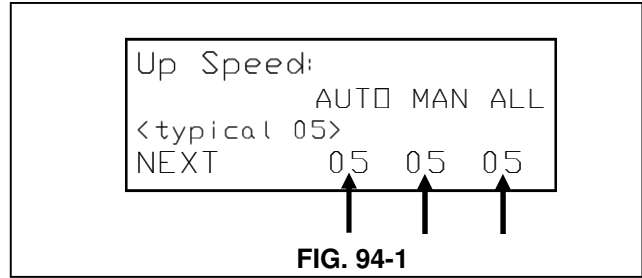 Up Speed:
AUTO MAN ALL
<typical 05>
NEXT 05 05 05
FIG. 94-1